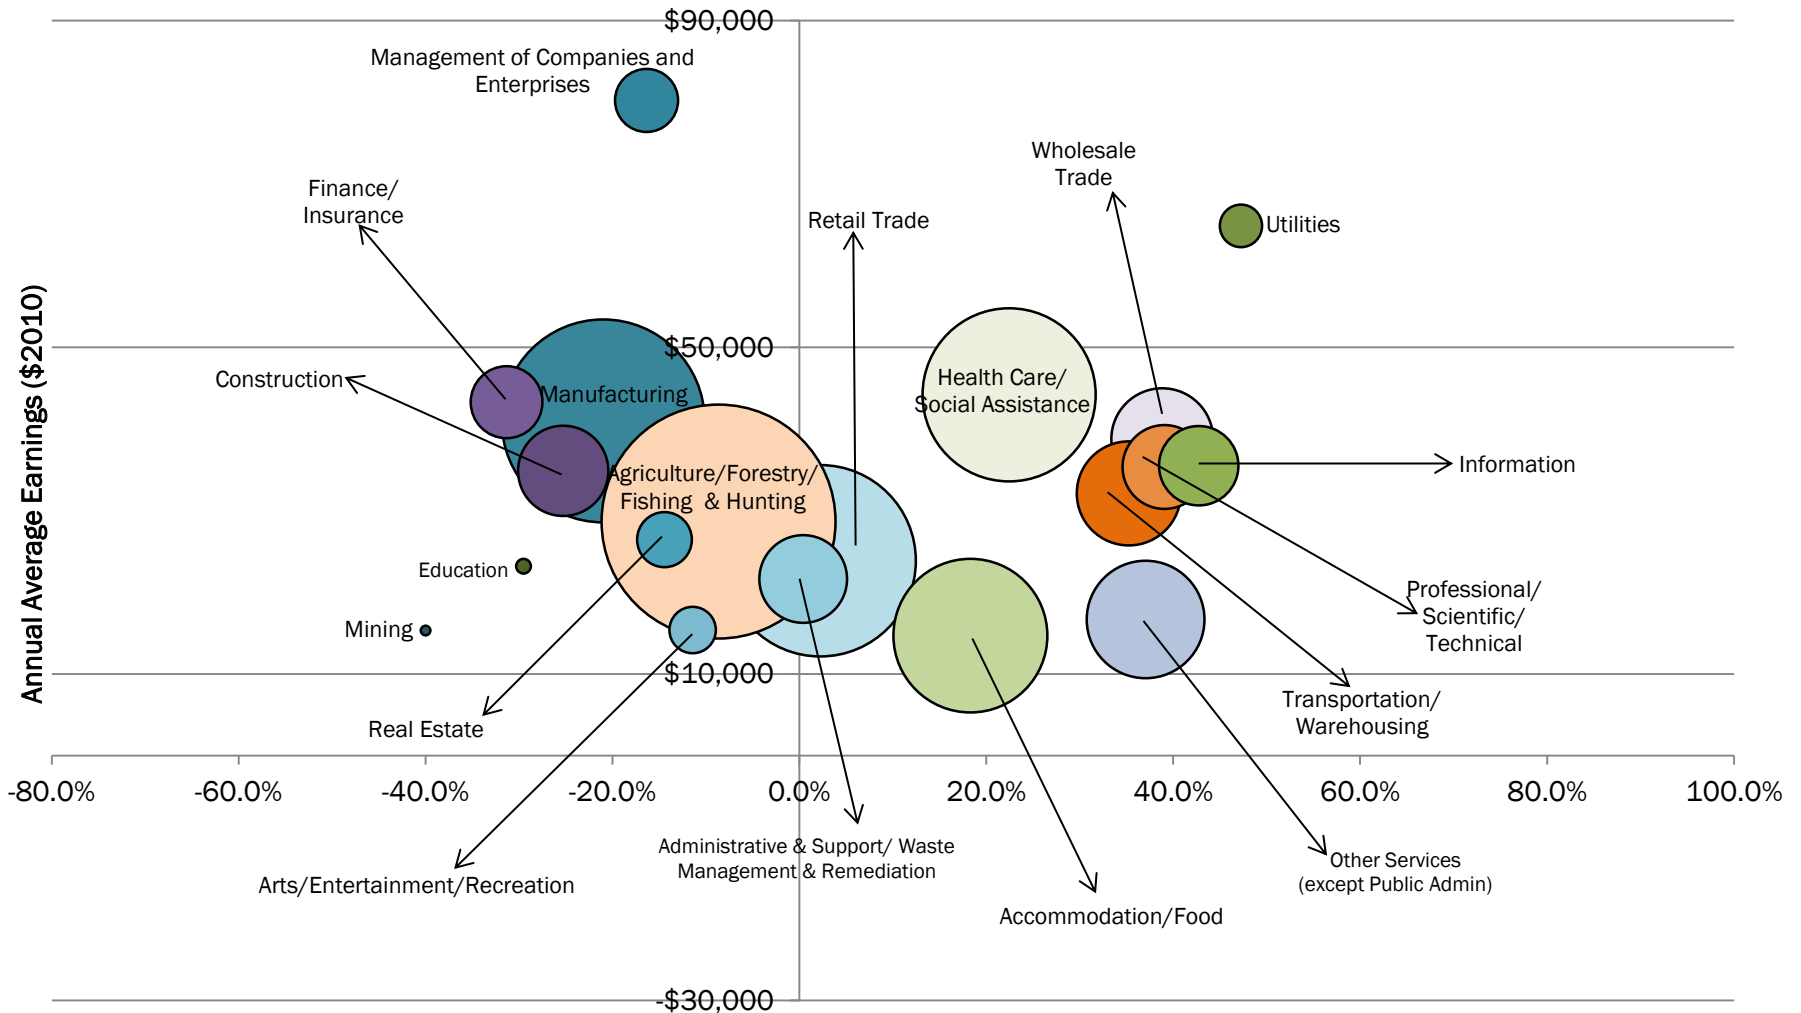 $90,000
Management of Companies and
Enterprises
Wholesale
Trade
Finance/
Insurance
Retail Trade
Utilities
Annual Average Earnings ($2010)
$50,000
Construction
Manufacturing
Health Care/
Social Assistance
Agriculture/Forestry/
Fishing & Hunting
Information
Education
Professional/
Scientific/
Technical
Mining
$10,000
Transportation/
Warehousing
Real Estate
-80.0%
-60.0%
-40.0%
-20.0%
0.0%
20.0%
40.0%
60.0%
80.0%
100.0%
Administrative & Support/ Waste
Management & Remediation
Other Services
(except Public Admin)
Arts/Entertainment/Recreation
Accommodation/Food
-$30,000